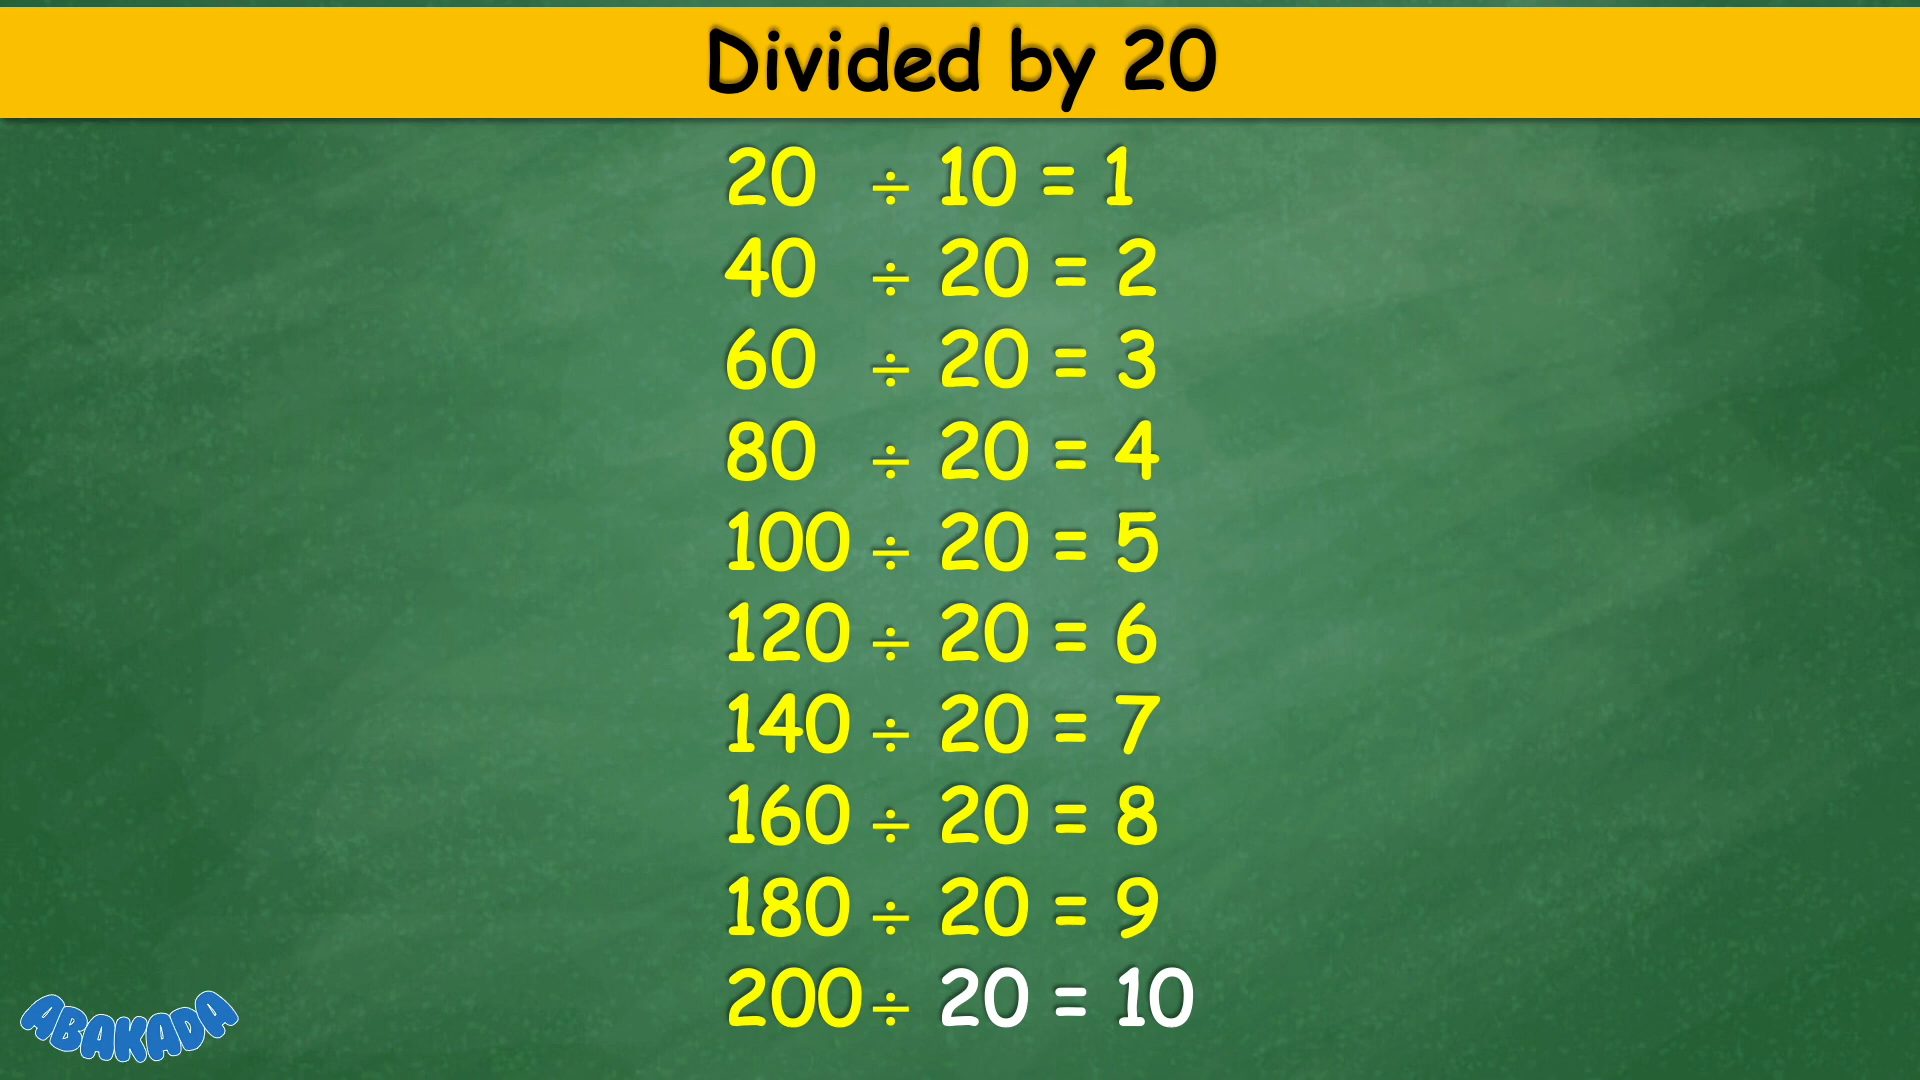 Divided by 20
20 ÷ 10 = 1
40 ÷ 20 = 2
60 ÷ 20 = 3
80 ÷ 20 = 4
100 ÷ 20 = 5
120 ÷ 20 = 6
140 ÷ 20 = 7
160 ÷ 20 = 8
180 ÷ 20 = 9
200 ÷ 20 = 10
ABAKADA